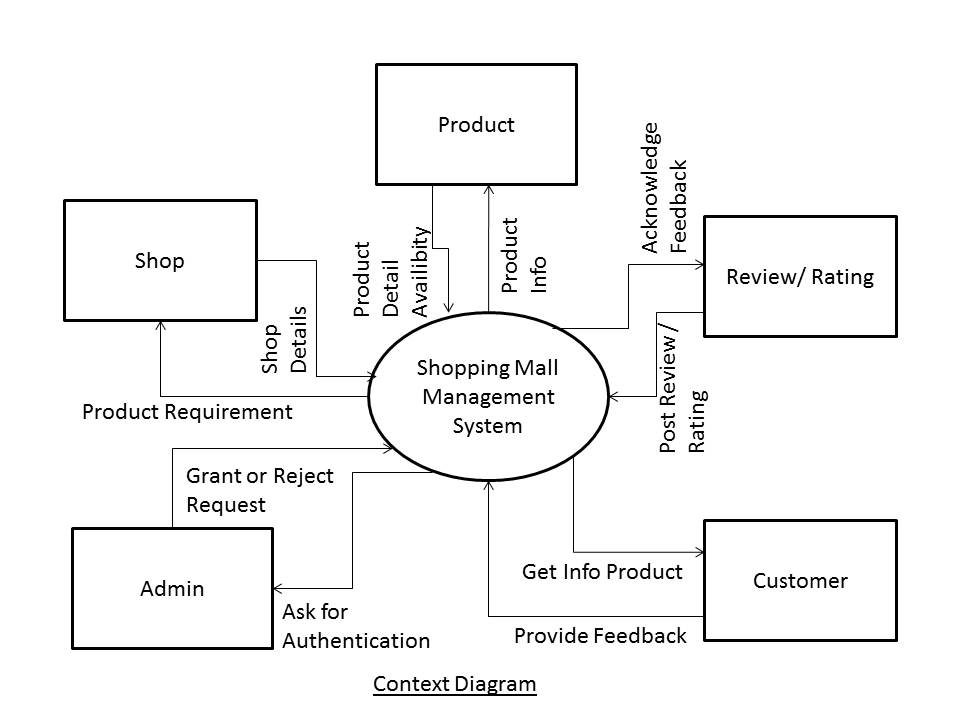 Product
Acknowledge
Feedback
Shop
Review/ Rating
Product
Detail
Availibity
Product
Info
Shop
Details
Shopping Mall
Management
System
Post Review /
Rating
Product Requirement
Grant or Reject
Request
Admin
Get Info Product
Customer
Ask for
Authentication
Provide Feedback
Context Diagram